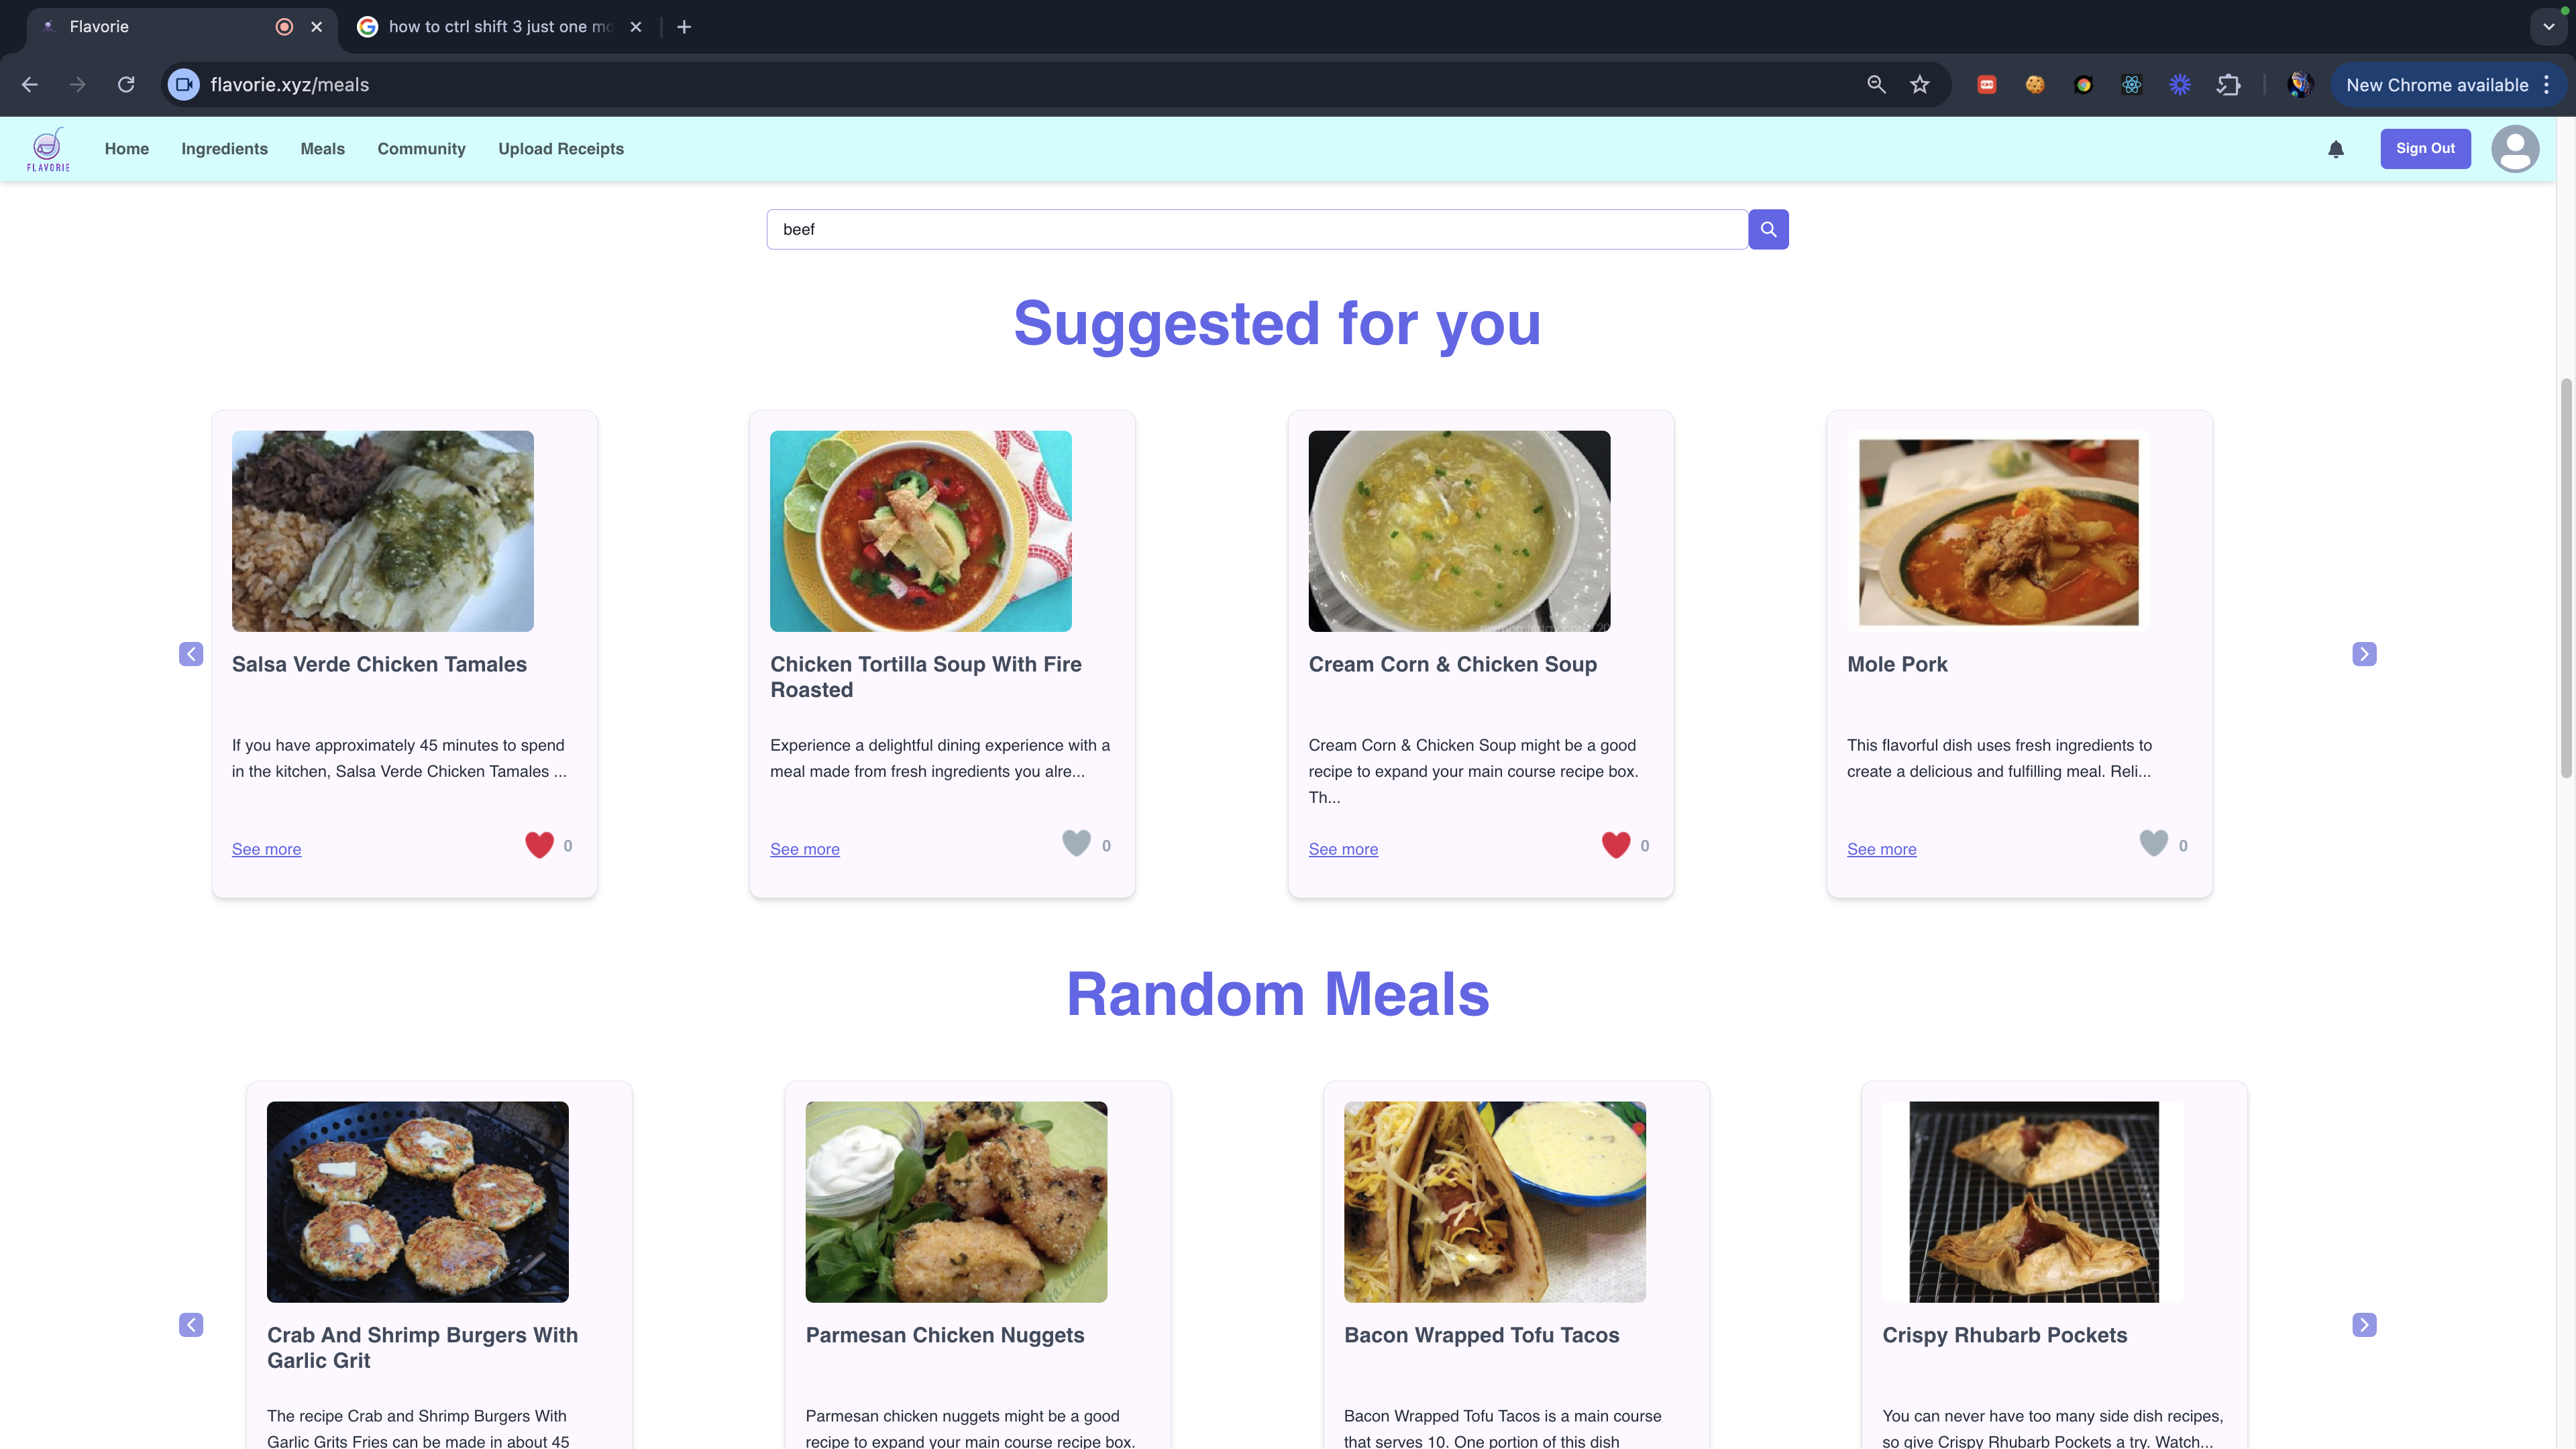 Flavorie
how to ctrl shift 3 just one mo
flavorie.xyz/meals
New Chrome available
FLAVORIE
Home
Ingredients
Meals
Community
Upload Receipts
Sign Out
beef
Suggested for you
Salsa Verde Chicken Tamales
If you have approximately 45 minutes to spend
in the kitchen, Salsa Verde Chicken Tamales ...
See more
0
Chicken Tortilla Soup With Fire
Roasted
Experience a delightful dining experience with a
meal made from fresh ingredients you alre...
See more
0
Cream Corn & Chicken Soup
Cream Corn & Chicken Soup might be a good
recipe to expand your main course recipe box.
Th...
See more
0
Mole Pork
This flavorful dish uses fresh ingredients to
create a delicious and fulfilling meal. Reli...
See more
0
Random Meals
Crab And Shrimp Burgers With
Garlic Grit
The recipe Crab and Shrimp Burgers With
Garlic Grits Fries can be made in about 45
Parmesan Chicken Nuggets
Parmesan chicken nuggets might be a good
recipe to expand your main course recipe box.
Bacon Wrapped Tofu Tacos
Bacon Wrapped Tofu Tacos is a main course
that serves 10. One portion of this dish
Crispy Rhubarb Pockets
You can never have too many side dish recipes,
so give Crispy Rhubarb Pockets a try. Watch...